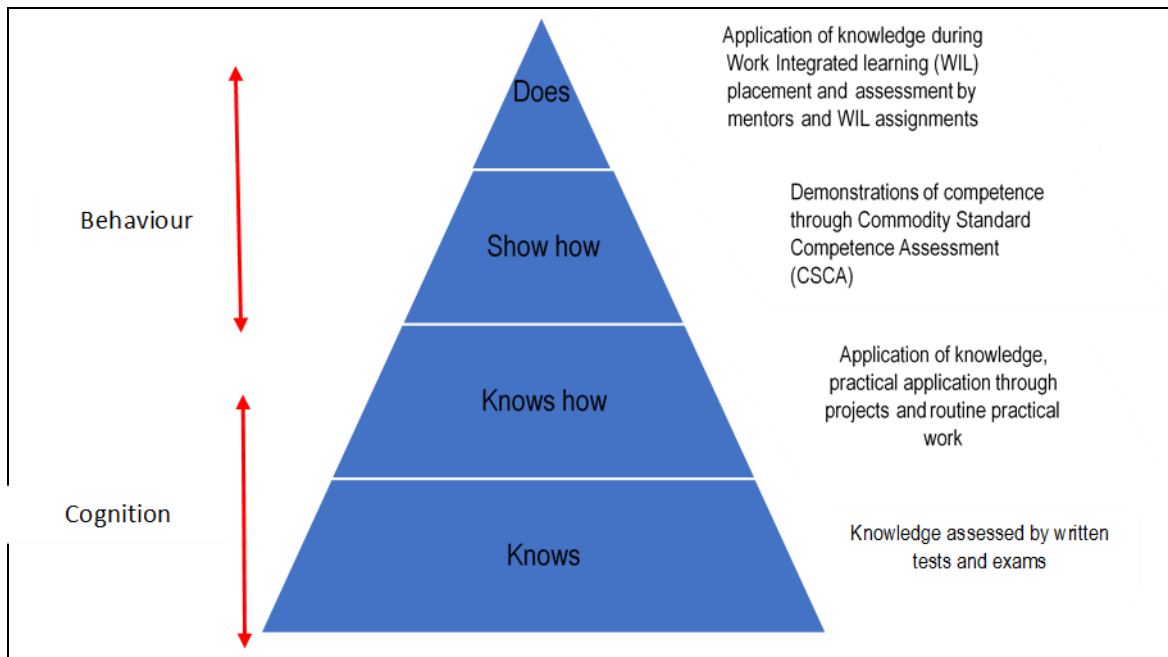 Does
Application of knowledge during
Work Integrated learning (WIL)
placement and assessment by
mentors and WIL assignments
Behaviour
Show how
Demonstrations of competence
through Commodity Standard
Competence Assessment
(CSCA)
Knows how
Application of knowledge,
practical application through
projects and routine practical
work
Cognition
Knows
Knowledge assessed by written
tests and exams